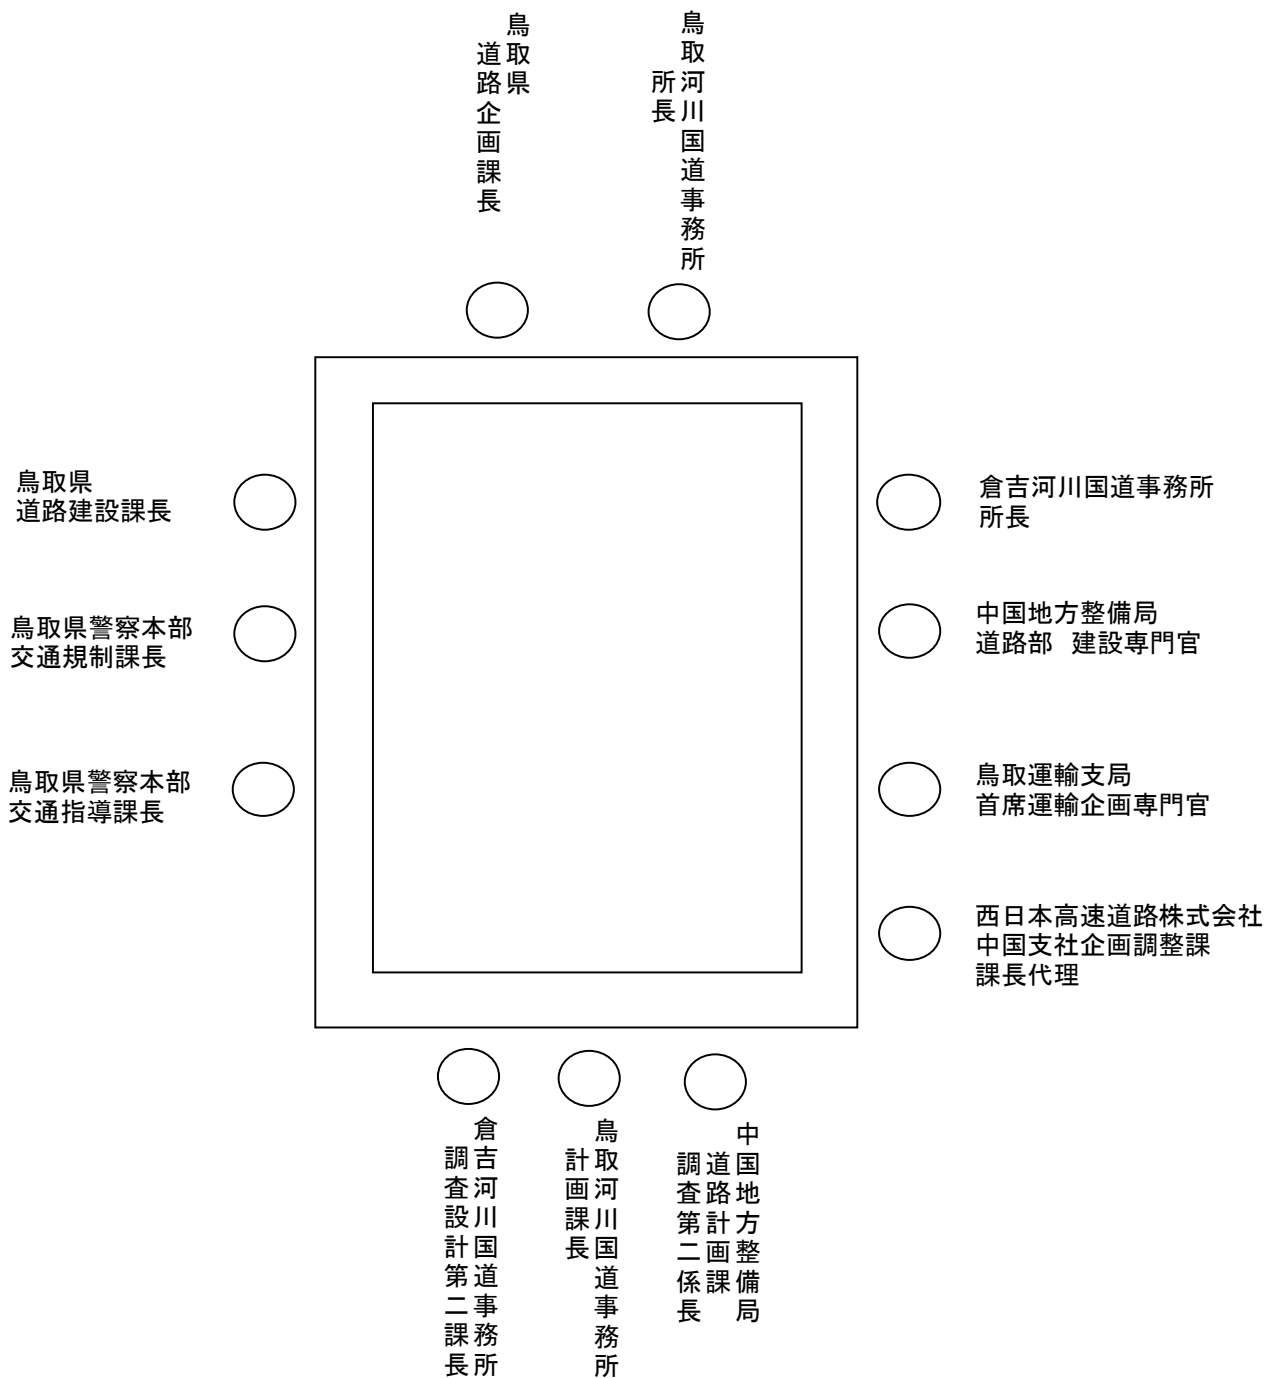 鳥取県
道路企画課長
鳥取河川国道事務所
所長
鳥取県
道路建設課長
鳥取県警察本部
交通規制課長
鳥取県警察本部
交通指導課長
倉吉河川国道事務所
所長
中国地方整備局
道路部 建設専門官
鳥取運輸支局
首席運輸企画専門官
西日本高速道路株式会社
中国支社企画調整課
課長代理
倉吉河川国道事務所
調査設計第二課長
鳥取河川国道事務所
計画課長
中国地方整備局
道路計画課
調査第二係長